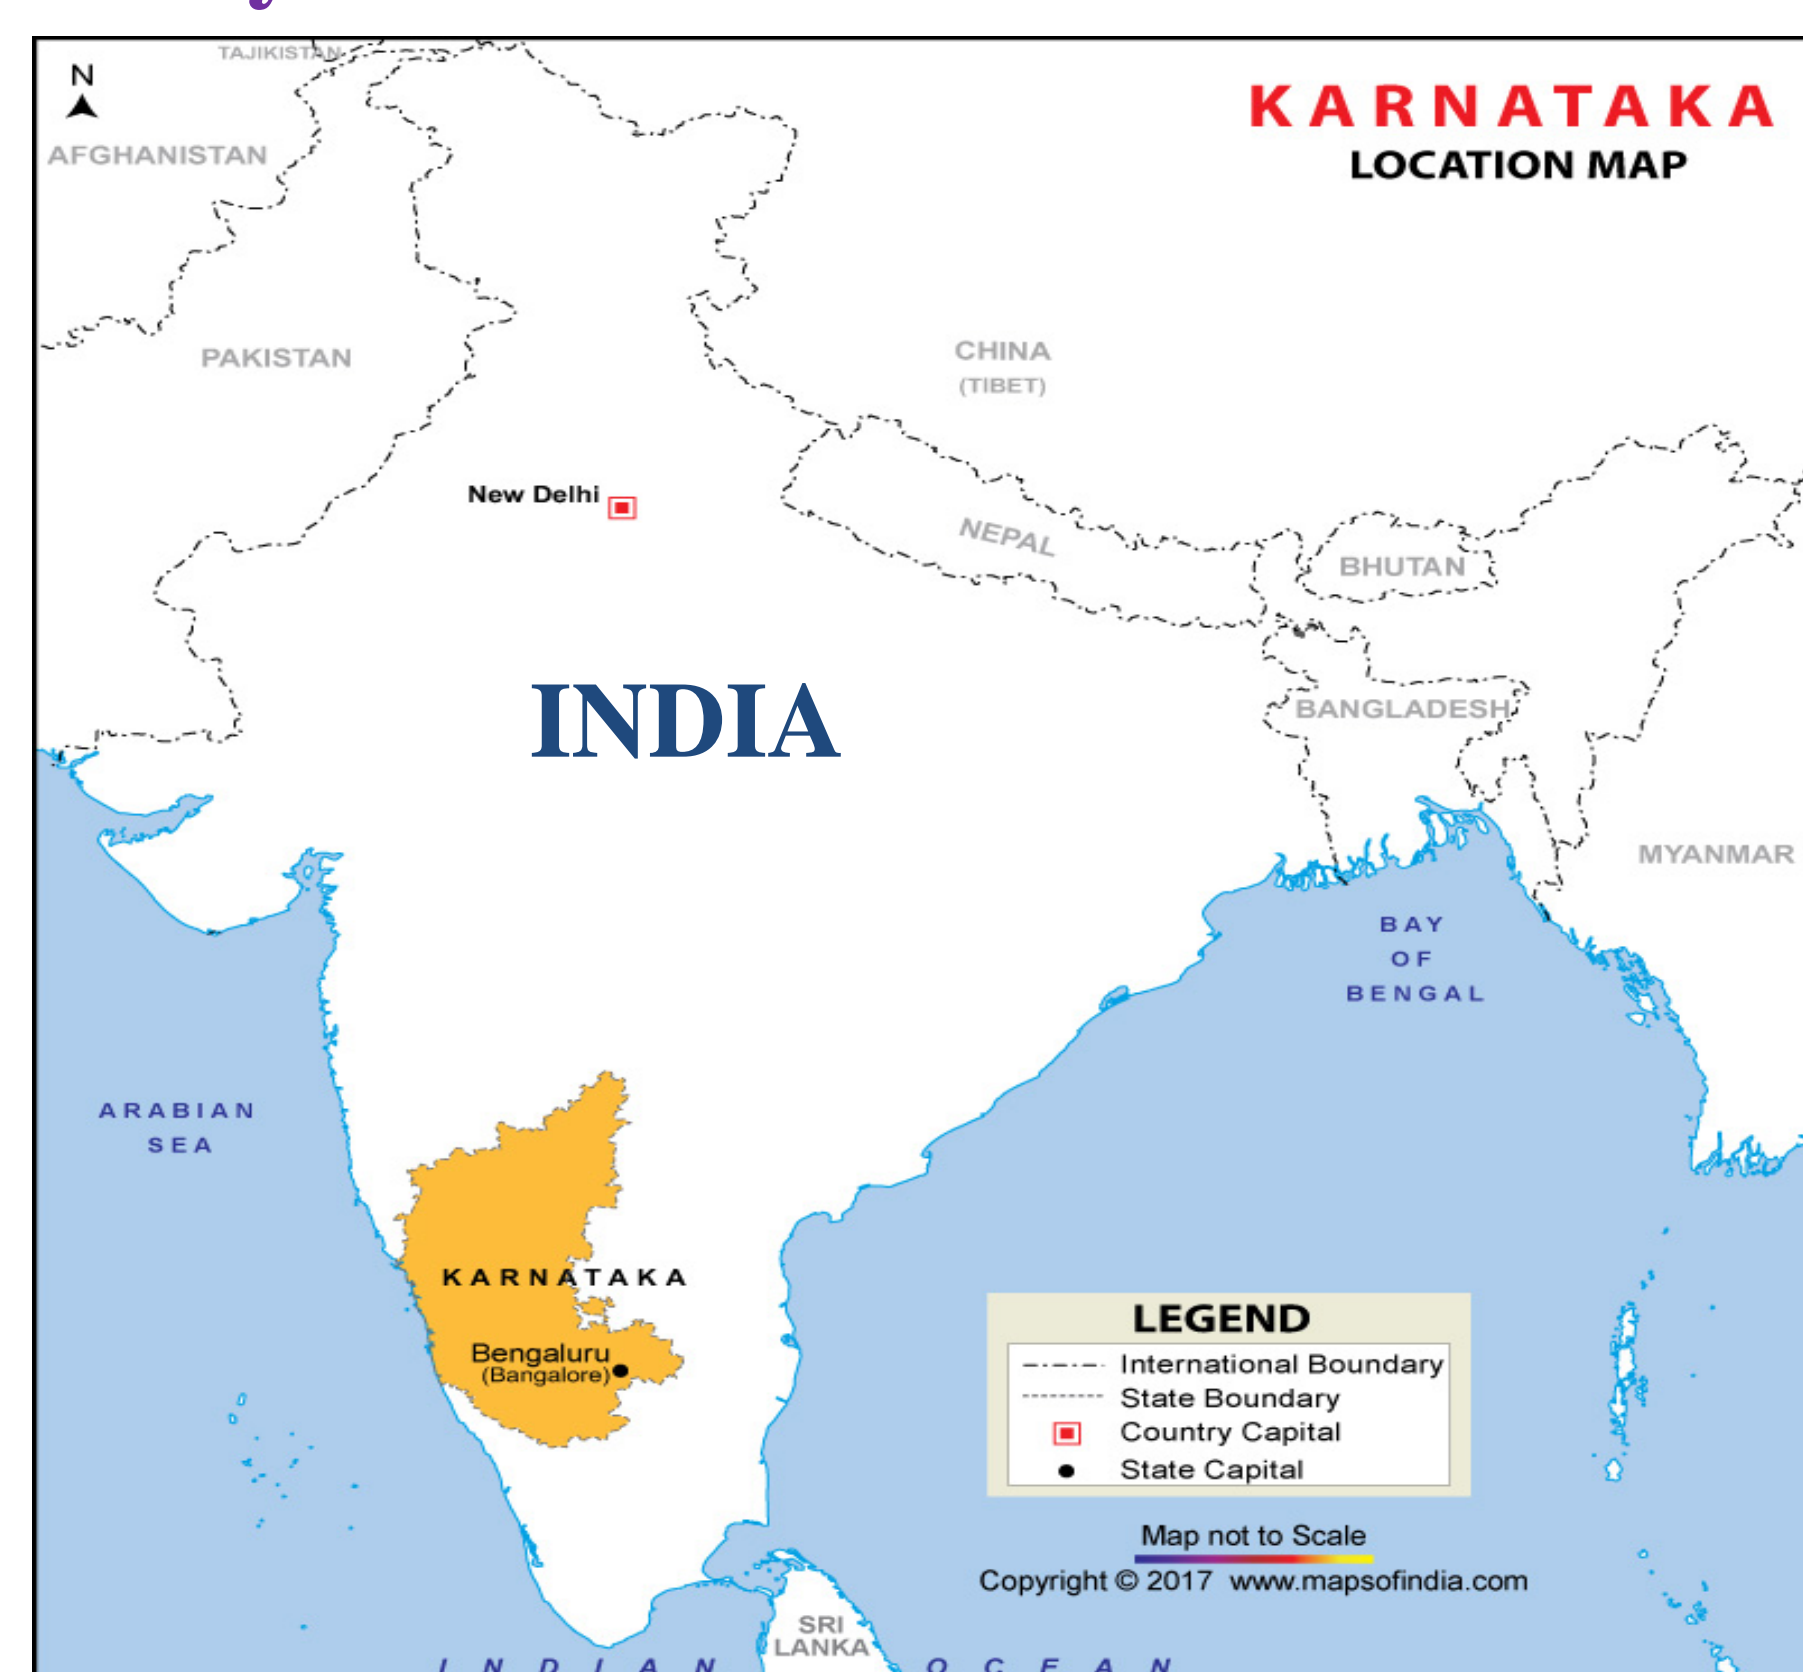 TAJIKISTAN
N
KARNATAKA
LOCATION MAP
AFGHANISTAN
PAKISTAN
CHINA
(TIBET)
New Delhi
NEPAL
BHUTAN
INDIA
BANGLADESH
MYANMAR
BAY
OF
BENGAL
ARABIAN
SEA
KARNATAKA
Bengaluru
(Bangalore)
LEGEND
International Boundary
State Boundary
Country Capital
State Capital
Map not to Scale
Copyright © 2017 www.mapsofindia.com
SRI
LANKA
INDIAN OCEAN